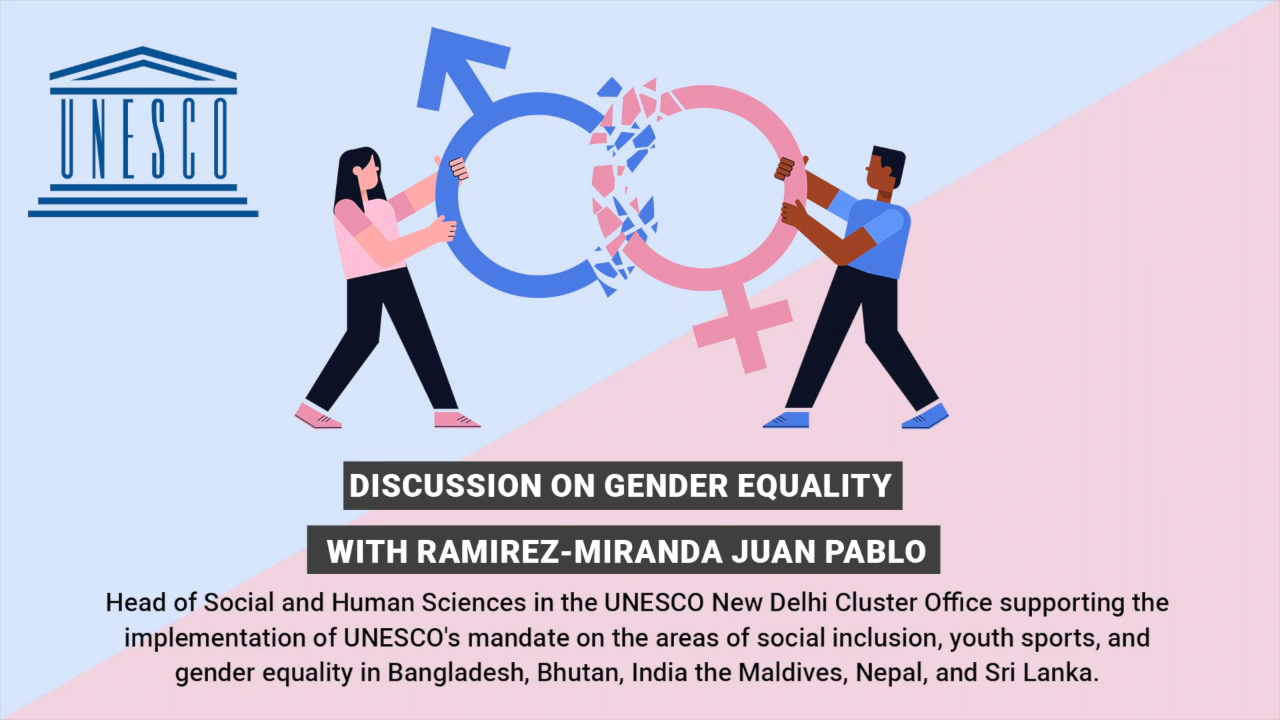 UNESCO
DISCUSSION ON GENDER EQUALITY
WITH RAMIREZ-MIRANDA JUAN PABLO
Head of Social and Human Sciences in the UNESCO New Delhi Cluster Office supporting the
implementation of UNESCO's mandate on the areas of social inclusion, youth sports, and
gender equality in Bangladesh, Bhutan, India the Maldives, Nepal, and Sri Lanka.